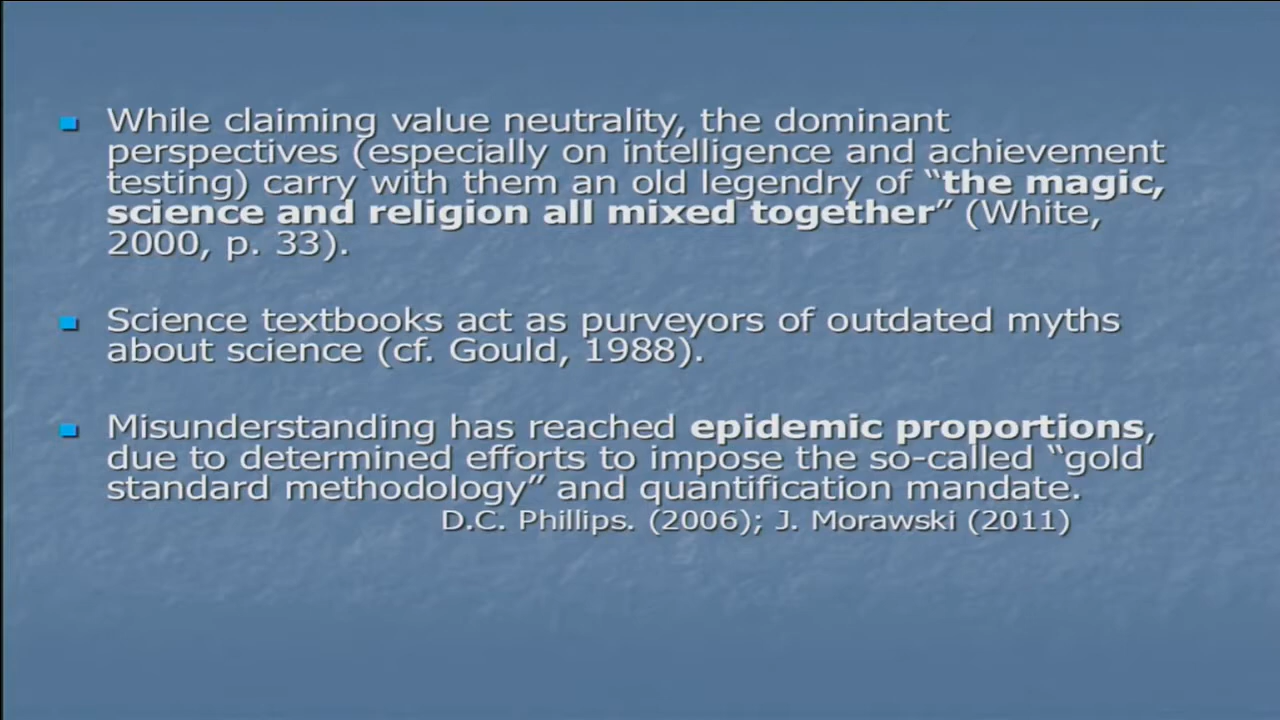 While claiming value neutrality, the dominant
perspectives (especially on intelligence and achievement
testing) carry with them an old legendry of “the magic,
science and religion all mixed together” (White,
2000, p. 33).
Science textbooks act as purveyors of outdated myths
about science (cf. Gould, 1988).
Misunderstanding has reached epidemic proportions,
due to determined efforts to impose the so-called “gold
standard methodology” and quantification mandate.
D.C. Phillips. (2006); J. Morawski (2011)